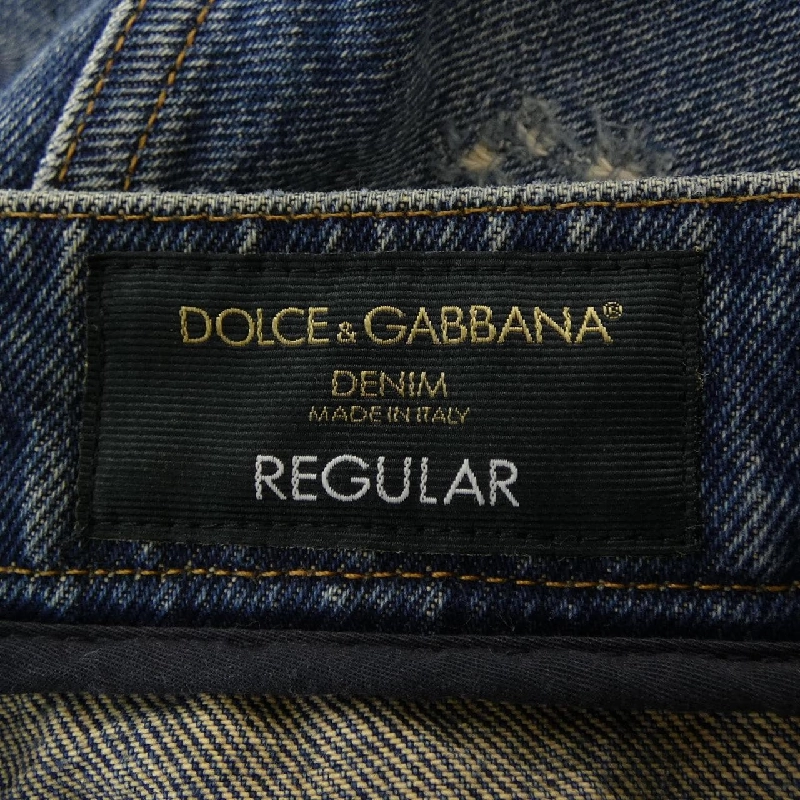 DOLCE & GABBANA®
DENIM
MADE IN ITALY
REGULAR